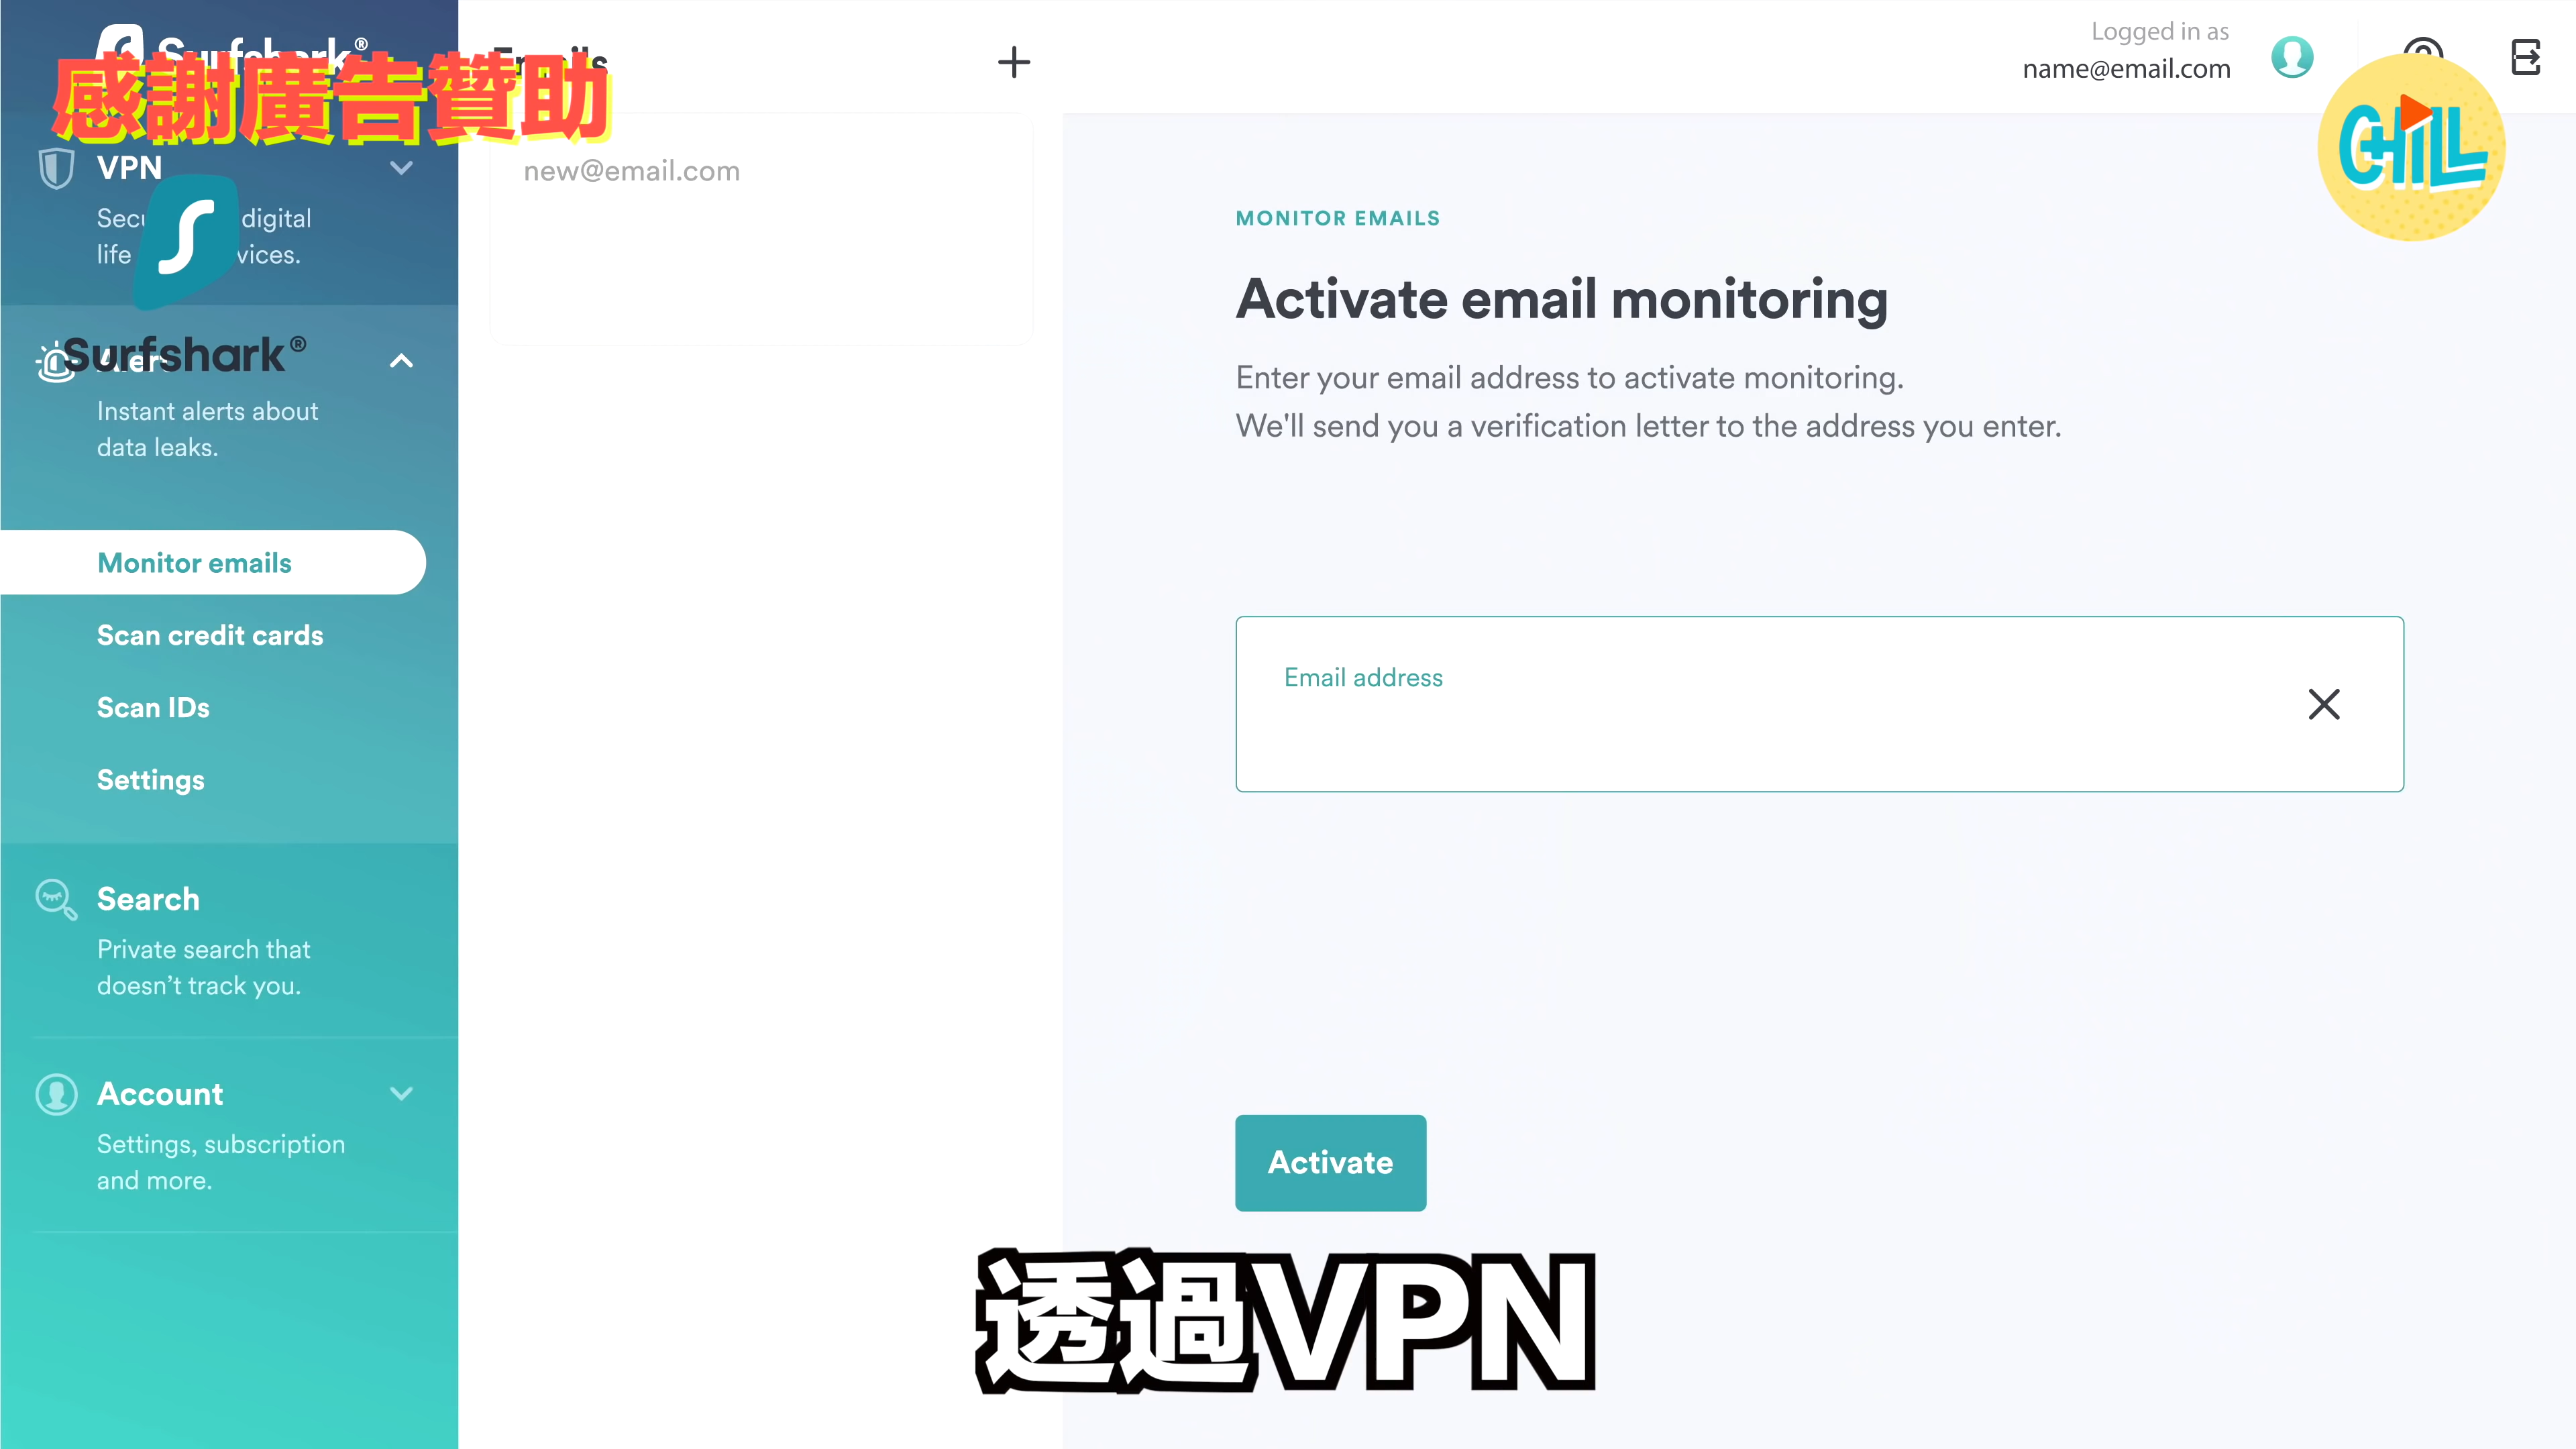 Surfshark®
感謝廣告贊助
Emails
Logged in as
name@email.com
CHILL
VPN
digital
life
vices.
Surfshark®
Instant alerts about
data leaks.
Monitor emails
Scan credit cards
Scan IDs
Settings
Search
Private search that
doesn't track you.
Account
Settings, subscription
and more.
new@email.com
MONITOR EMAILS
Activate email monitoring
Enter your email address to activate monitoring.
We'll send you a verification letter to the address you enter.
Email address
Activate
透過VPN